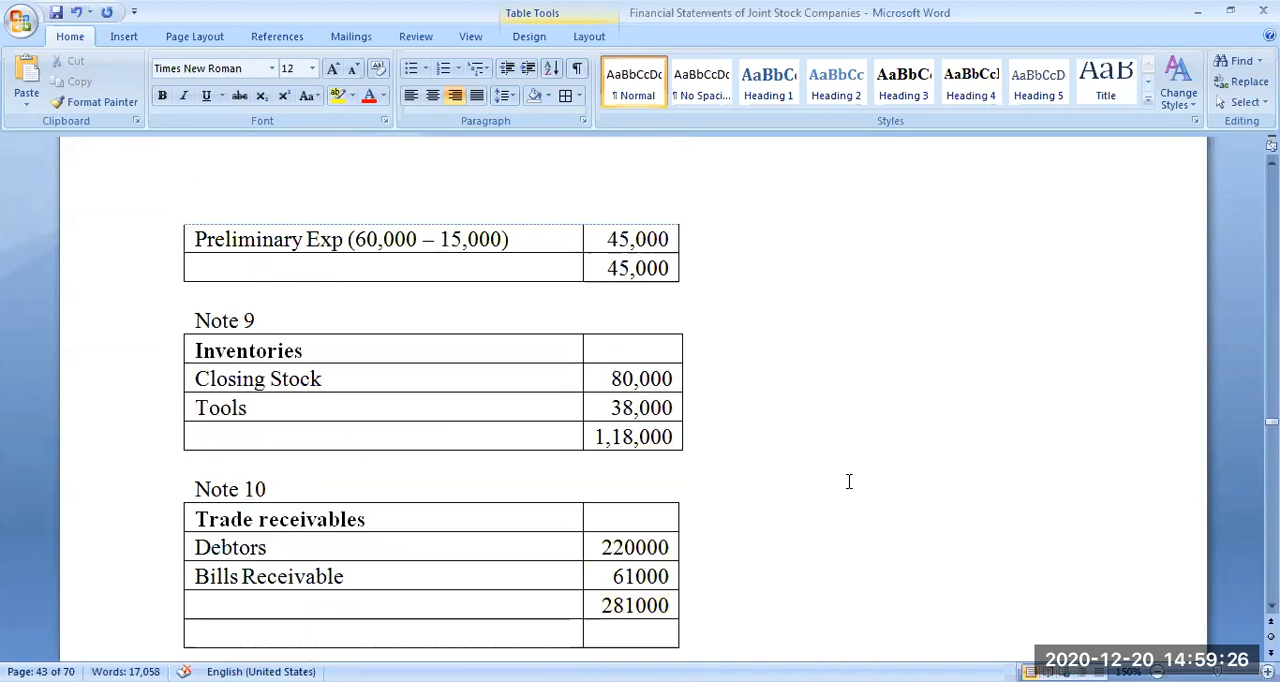 Table Tools
Financial Statements of Joint Stock Companies - Microsoft Word
Home Insert Page Layout References Mailings Review View Design Layout
Cut
Copy
Format Painter
Paste
Clipboard
Times New Roman 12
Font
Paragraph
AaBbCcDc AaBbCcDc AaBbC AaBbCc AaBbC AaBbCcI AaBbCcD AaB
¶ Normal ¶ No Spaci... Heading 1 Heading 2 Heading 3 Heading 4 Heading 5 Title
Change Styles
Styles
Find
Replace
Select
Editing
Preliminary Exp (60,000 – 15,000) 45,000
45,000
Note 9
Inventories
Closing Stock 80,000
Tools 38,000
1,18,000
Note 10
Trade receivables
Debtors 220000
Bills Receivable 61000
281000
Page: 43 of 70 Words: 17,058 English (United States) 150%
2020-12-20 14:59:26